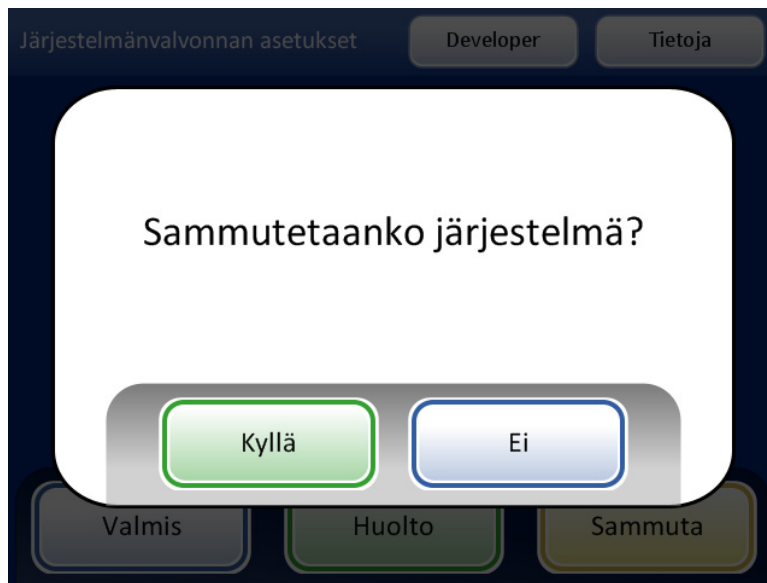 Järjestelmänvalvonnan asetukset Developer Tietoja
Sammutetaanko järjestelmä?
Kyllä Ei
Valmis Huolto Sammuta